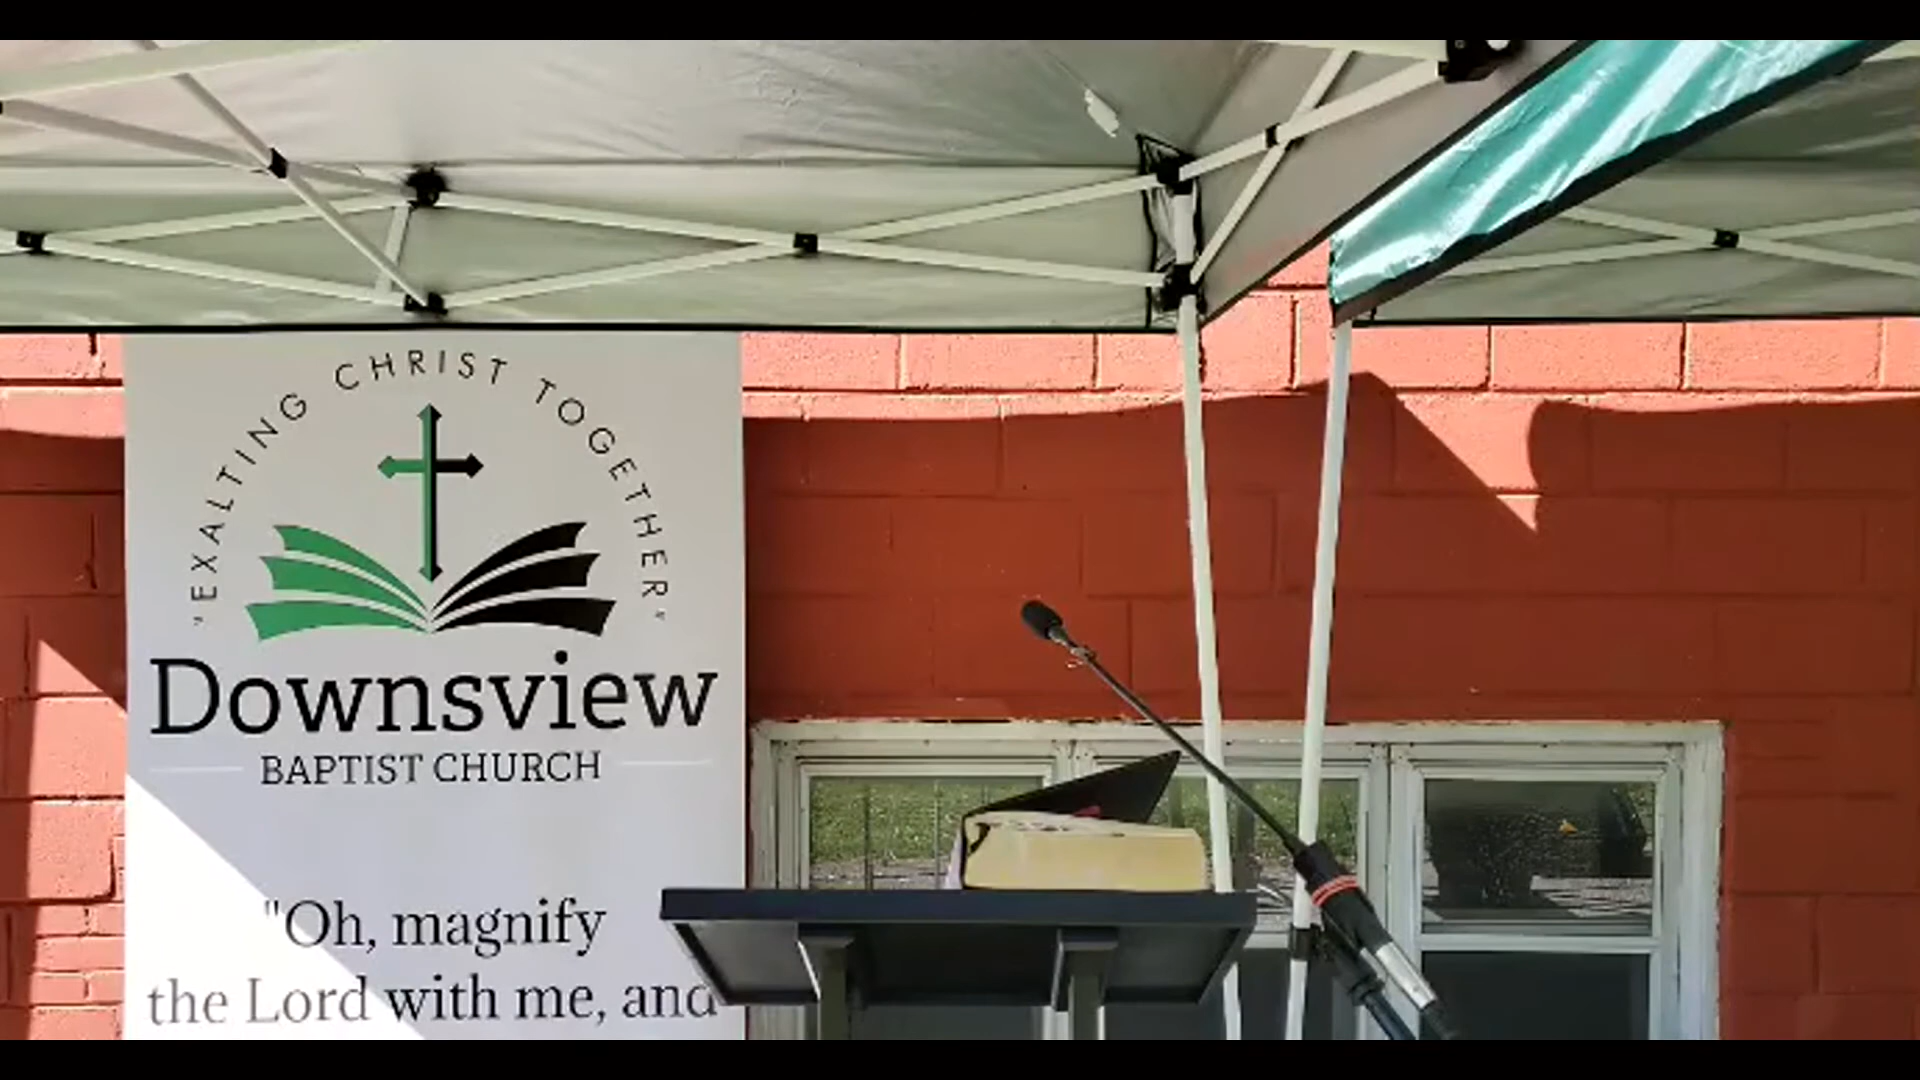 "EXALTING CHRIST TOGETHER"
Downsview
BAPTIST CHURCH
"Oh, magnify
the Lord with me, and